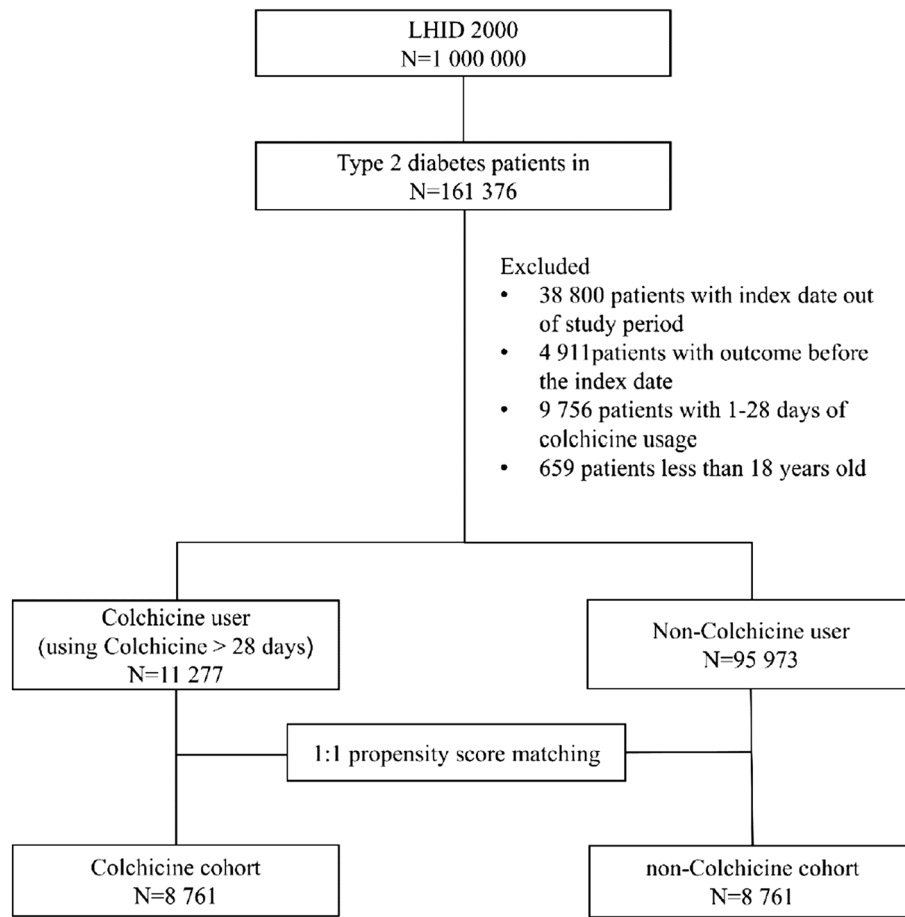 LHID 2000
N=1 000 000
Type 2 diabetes patients in
N=161 376
Excluded
• 38 800 patients with index date out
of study period
• 4 911patients with outcome before
the index date
• 9 756 patients with 1-28 days of
colchicine usage
• 659 patients less than 18 years old
Colchicine user
(using Colchicine > 28 days)
N=11 277
Non-Colchicine user
N=95 973
1:1 propensity score matching
Colchicine cohort
N=8 761
non-Colchicine cohort
N=8 761